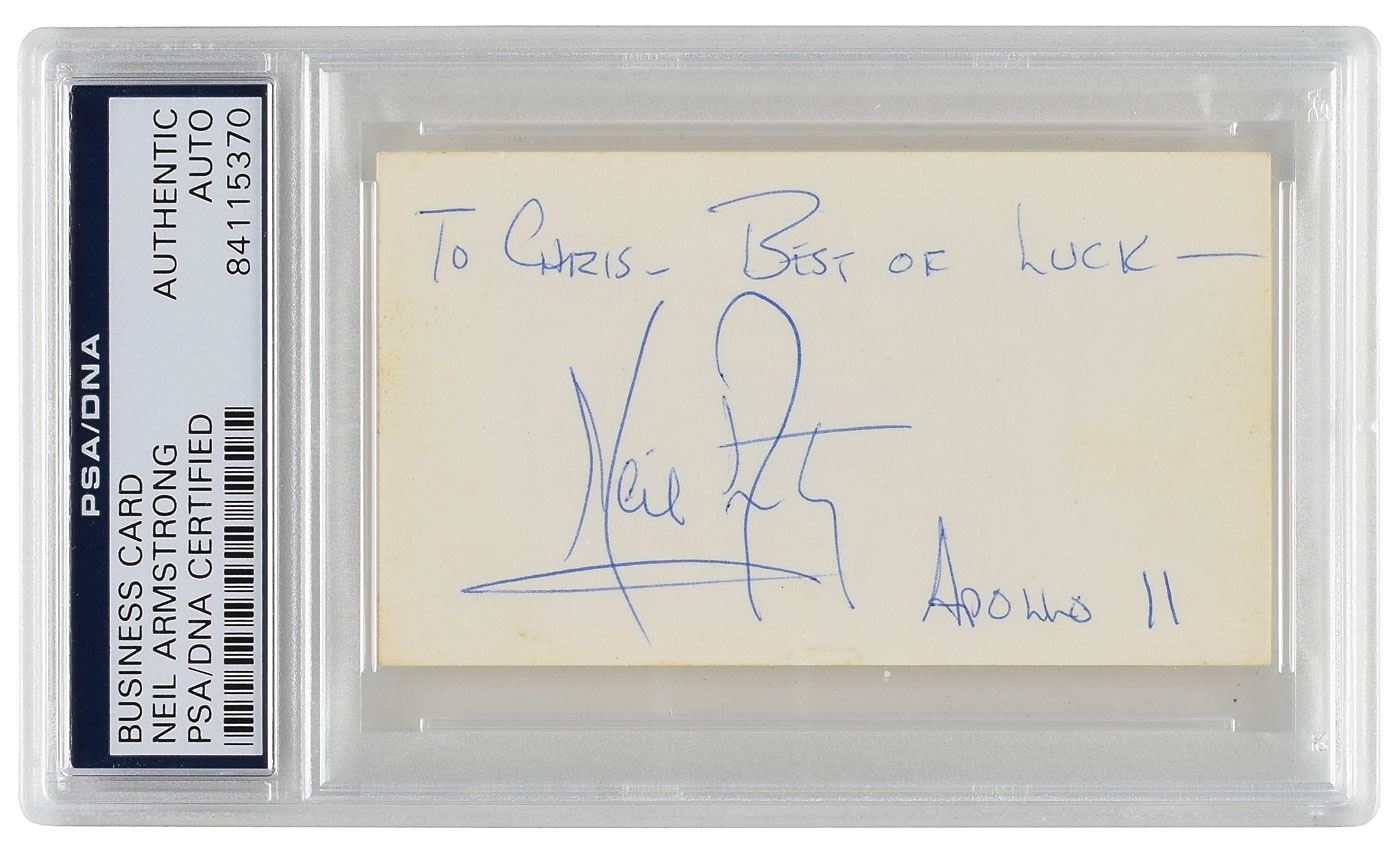 PSA/DNA
BUSINESS CARD
NEIL ARMSTRONG
PSA/DNA CERTIFIED
AUTHENTIC
AUTO
84115370
TO CHRIS- BEST OF LUCK —
Neil Armstrong
APOLLO 11